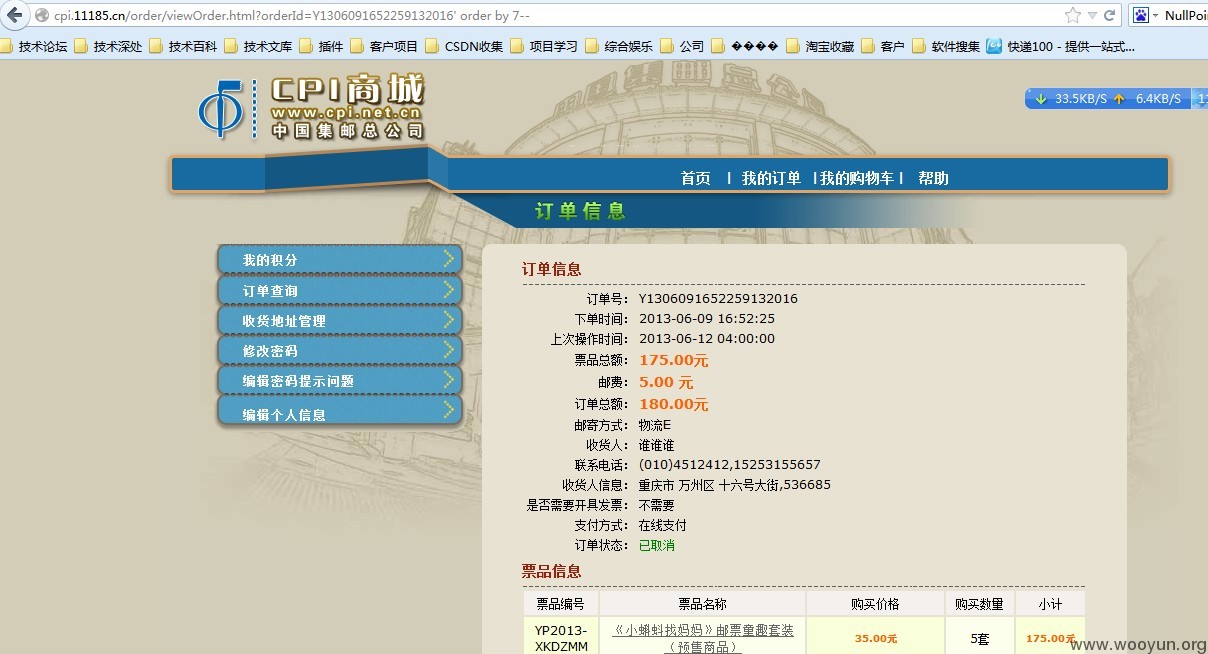 cpi.11185.cn/order/viewOrder.html?orderId=Y1306091652259132016' order by 7--
NullPoi
技术论坛 技术深处 技术百科 技术文库 插件 客户项目 CSDN收集 项目学习 综合娱乐 公司 ���� 淘宝收藏 客户 软件搜集 快递100 - 提供一站式...
CPI商城
www.cpi.net.cn
中国集邮总公司
33.5KB/S 6.4KB/S 11
首页 | 我的订单 |我的购物车| 帮助
订单信息
我的积分
订单查询
收货地址管理
修改密码
编辑密码提示问题
编辑个人信息
订单信息
订单号: Y1306091652259132016
下单时间: 2013-06-09 16:52:25
上次操作时间: 2013-06-12 04:00:00
票品总额: 175.00元
邮费: 5.00 元
订单总额: 180.00元
邮寄方式: 物流E
收货人: 谁谁谁
联系电话: (010)4512412,15253155657
收货人信息: 重庆市 万州区 十六号大街,536685
是否需要开具发票: 不需要
支付方式: 在线支付
订单状态: 已取消
票品信息
票品编号 票品名称 购买价格 购买数量 小计
YP2013-XKDZMM 《小蝌蚪找妈妈》邮票童趣套装（预售商品） 35.00元 5套 175.00元
www.wooyun.org